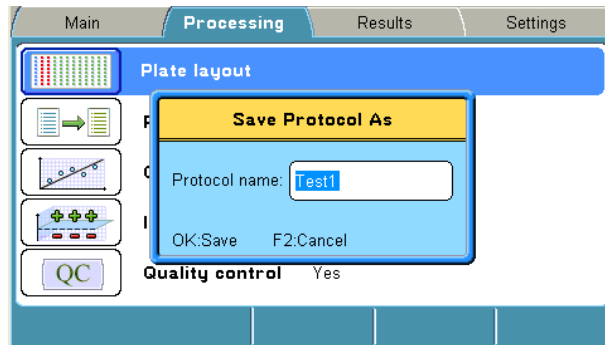 Main Processing Results Settings
Plate layout
Save Protocol As
Protocol name: Test1
OK:Save F2:Cancel
QC Quality control Yes